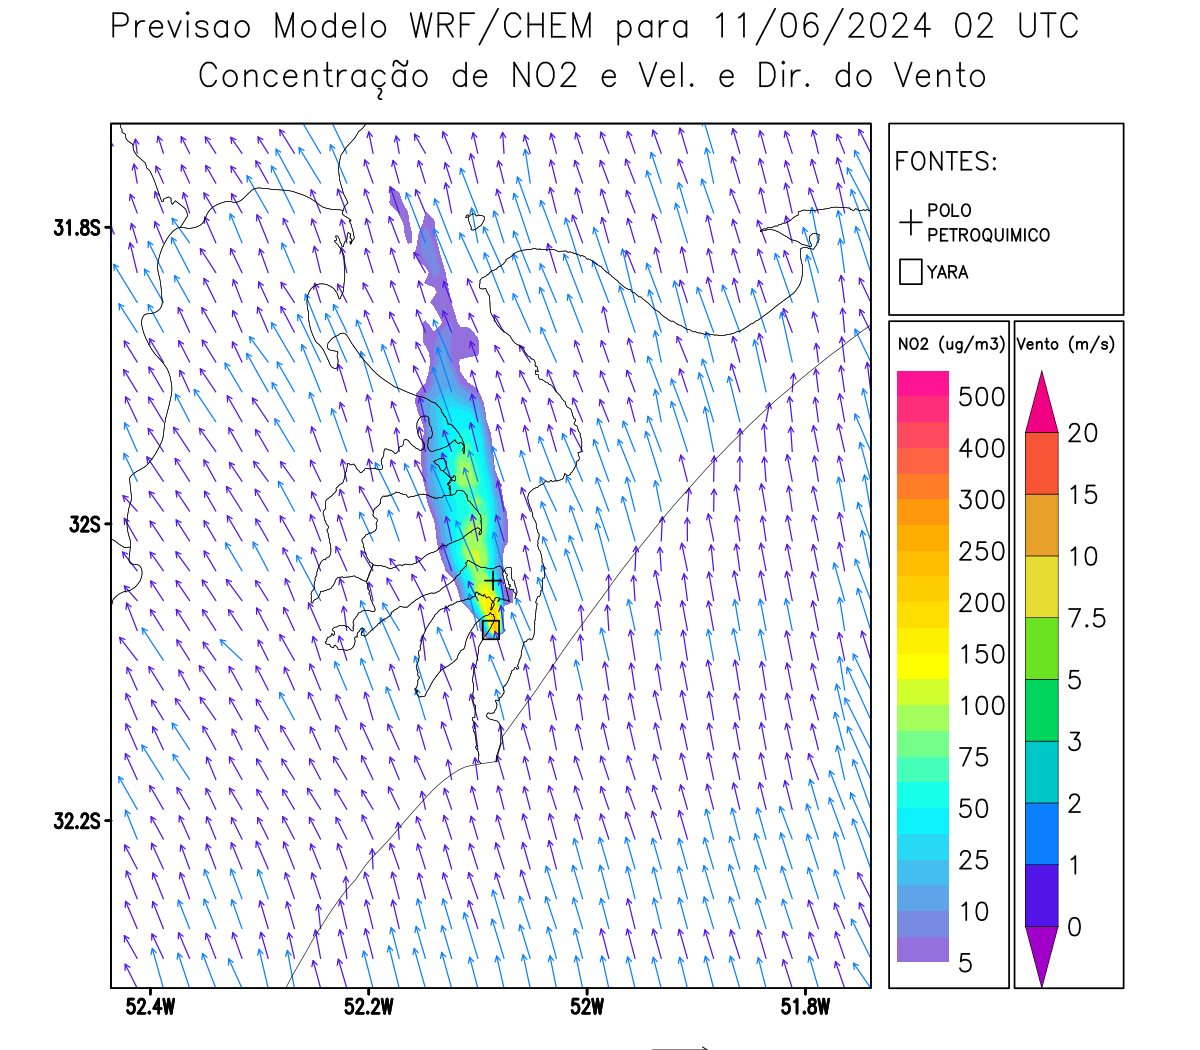 Previsao Modelo WRF/CHEM para 11/06/2024 02 UTC
Concentração de NO2 e Vel. e Dir. do Vento
FONTES:
POLO
PETROQUIMICO
YARA
31.8S
32S
32.2S
52.4W
52.2W
52W
51.8W
NO2 (ug/m3)
500
400
300
250
200
150
100
75
50
25
10
5
Vento (m/s)
20
15
10
7.5
5
3
2
1
0